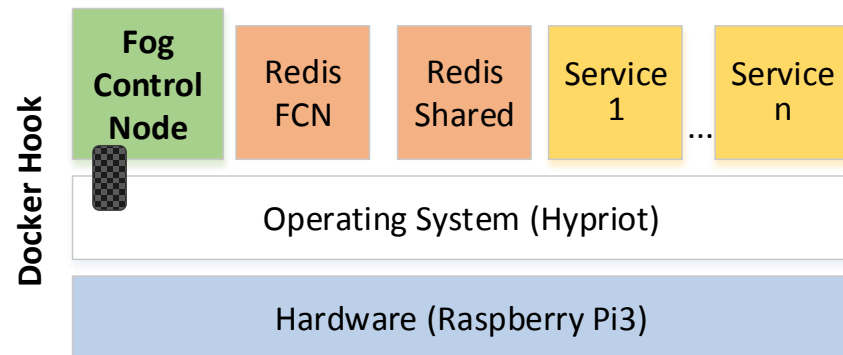 Docker Hook
Fog
Control
Node
Redis
FCN
Redis
Shared
Service
1
...
Service
n
Operating System (Hypriot)
Hardware (Raspberry Pi3)